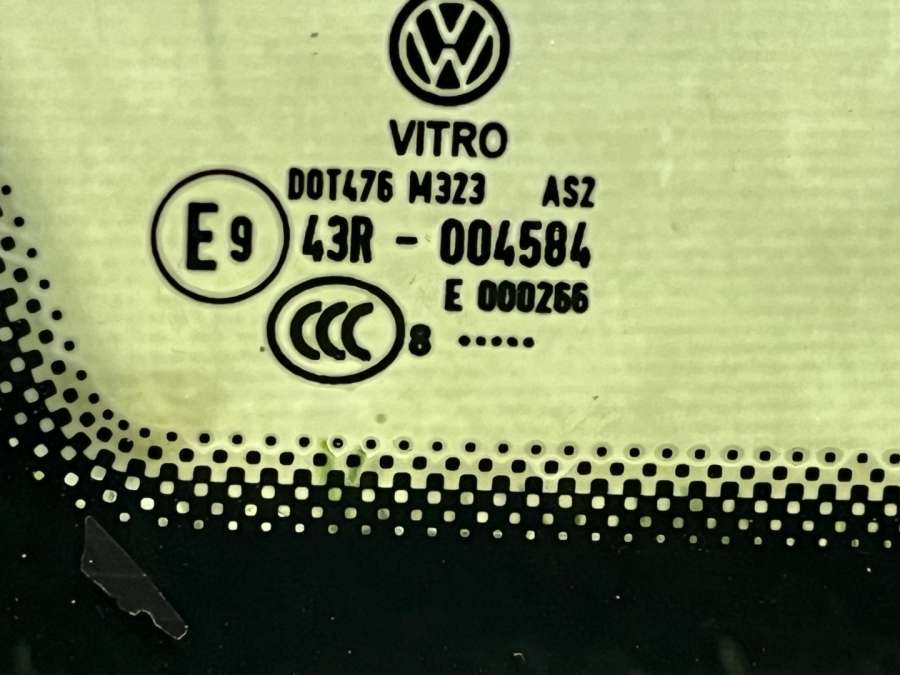 VITRO
DOT476 M323 AS2
E9 43R - 004584
E 000266
CCC 8 .....